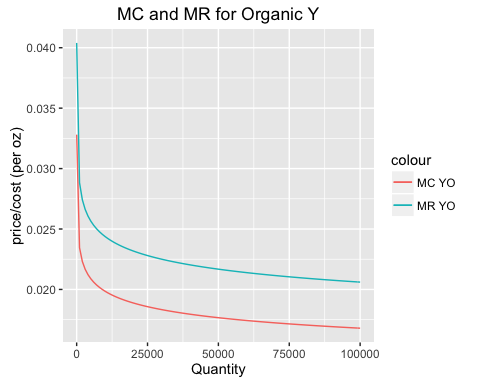 MC and MR for Organic Y
price/cost (per oz)
0.040
0.035
0.030
0.025
0.020
0
25000
50000
75000
100000
Quantity
colour
MC YO
MR YO